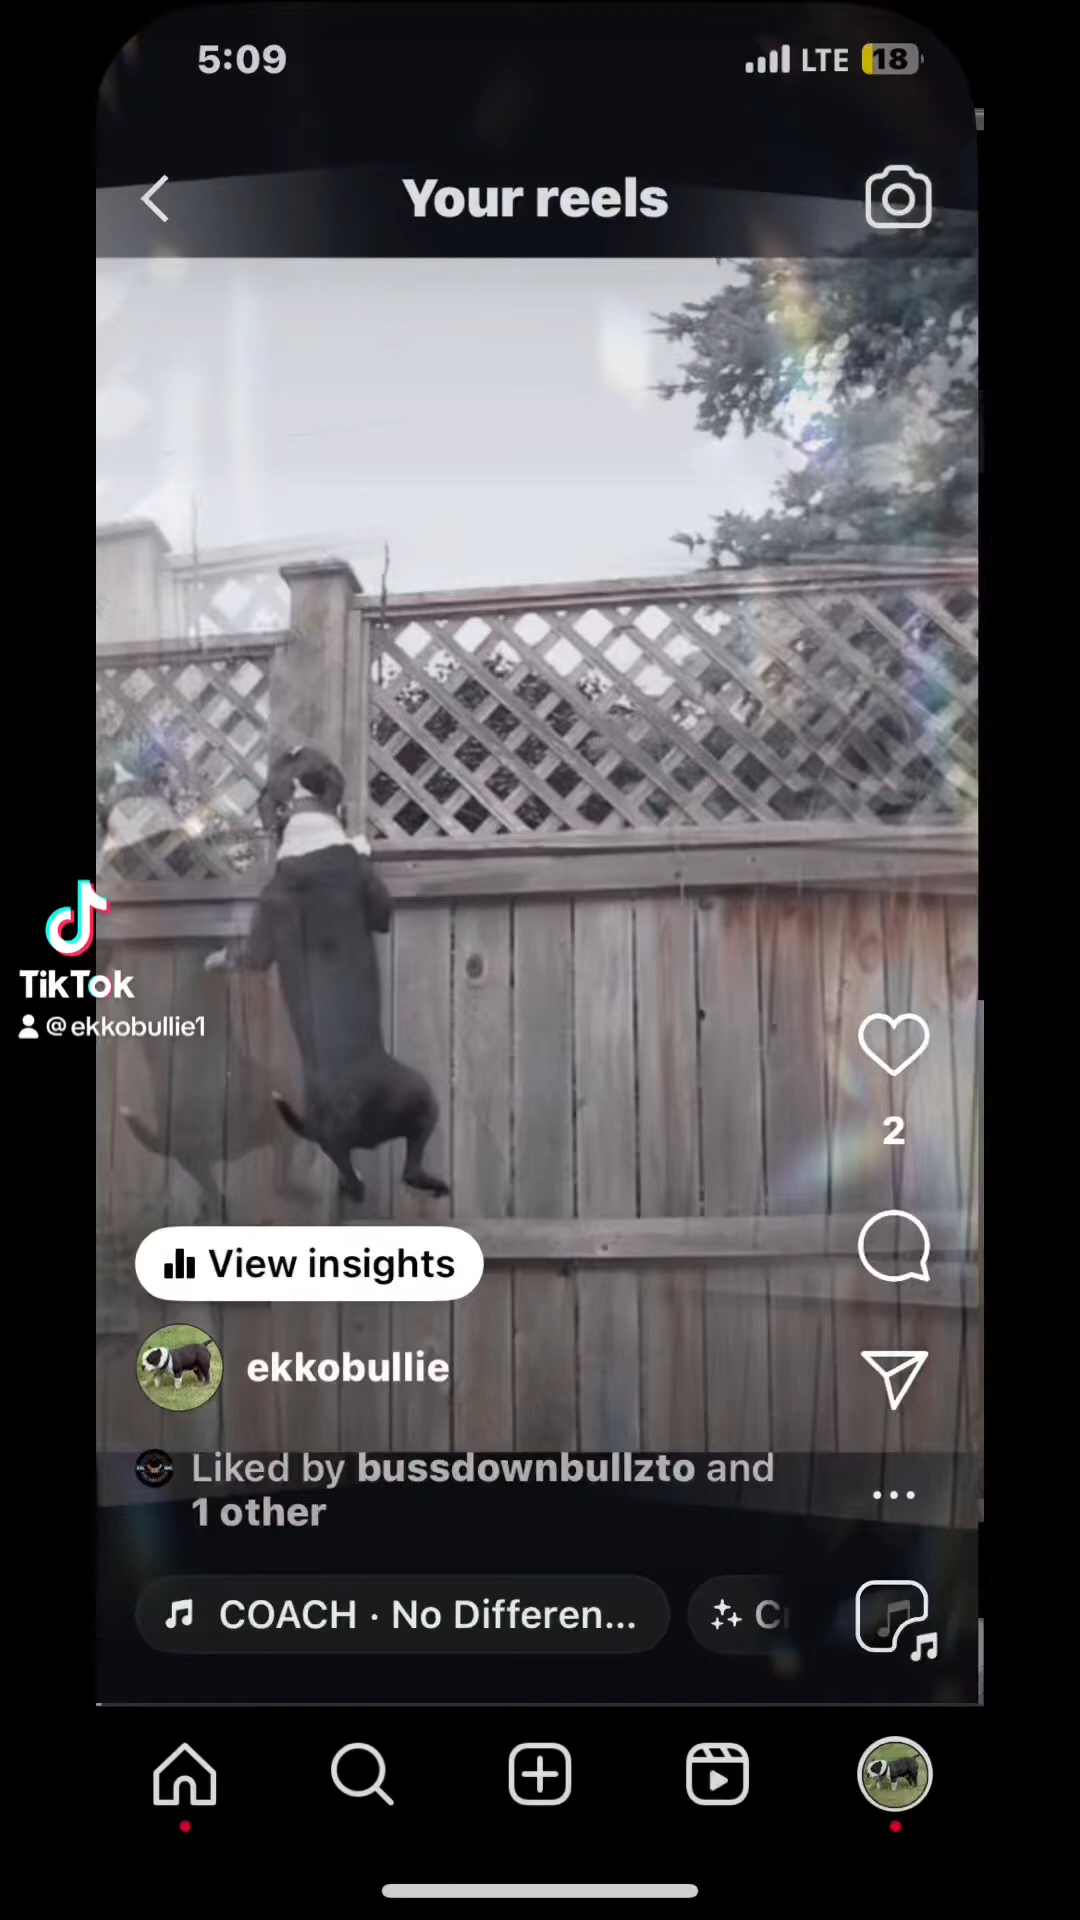 5:09
LTE 18
Your reels
TikTok
@ekkobullie1
2
View insights
ekkobullie
Liked by bussdownbullzto and
1 other
COACH · No Differen...